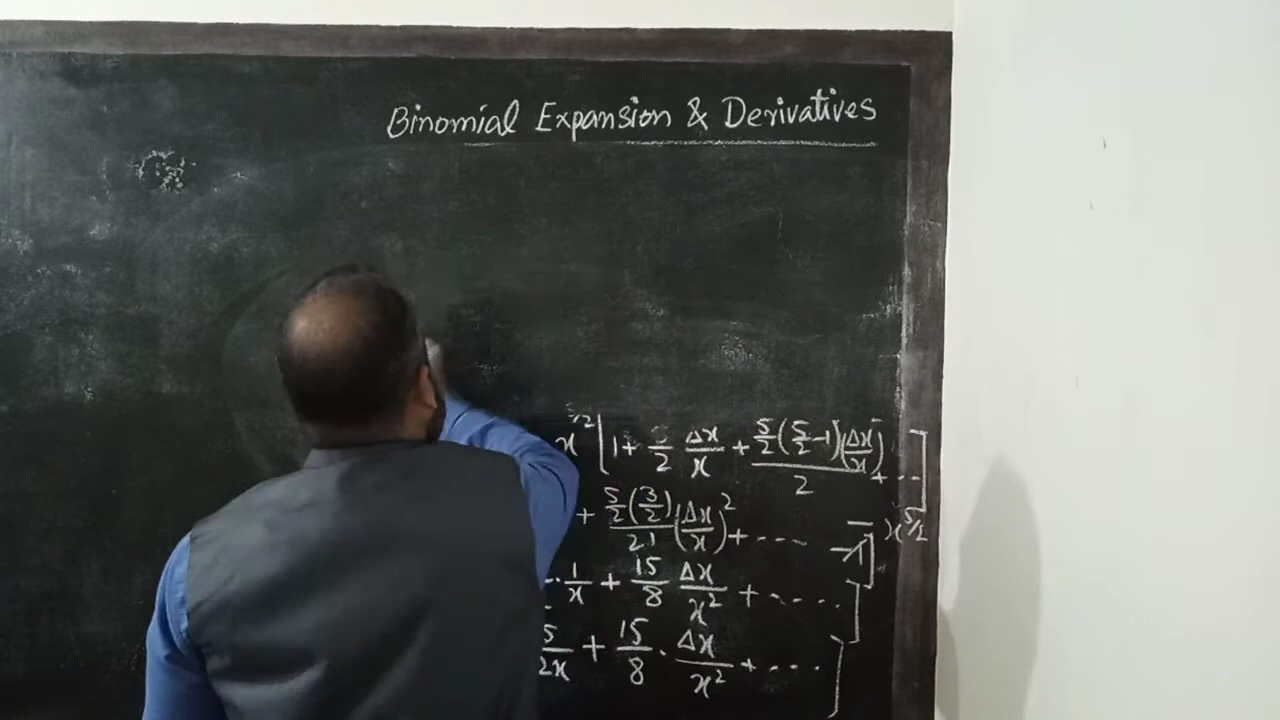 Binomial Expansion & Derivatives
x^5/2 [1 + 5/2 Δx/x + 5/2 (5/2 - 1) (Δx/x) / 2 + ..]
+ 5/2 (3/2) / 2! (Δx/x)^2 + .... - 1] - x^5/2
. 1/x + 15/8 Δx/x^2 + .....]
5/2x + 15/8 . Δx/x^2 + ....]